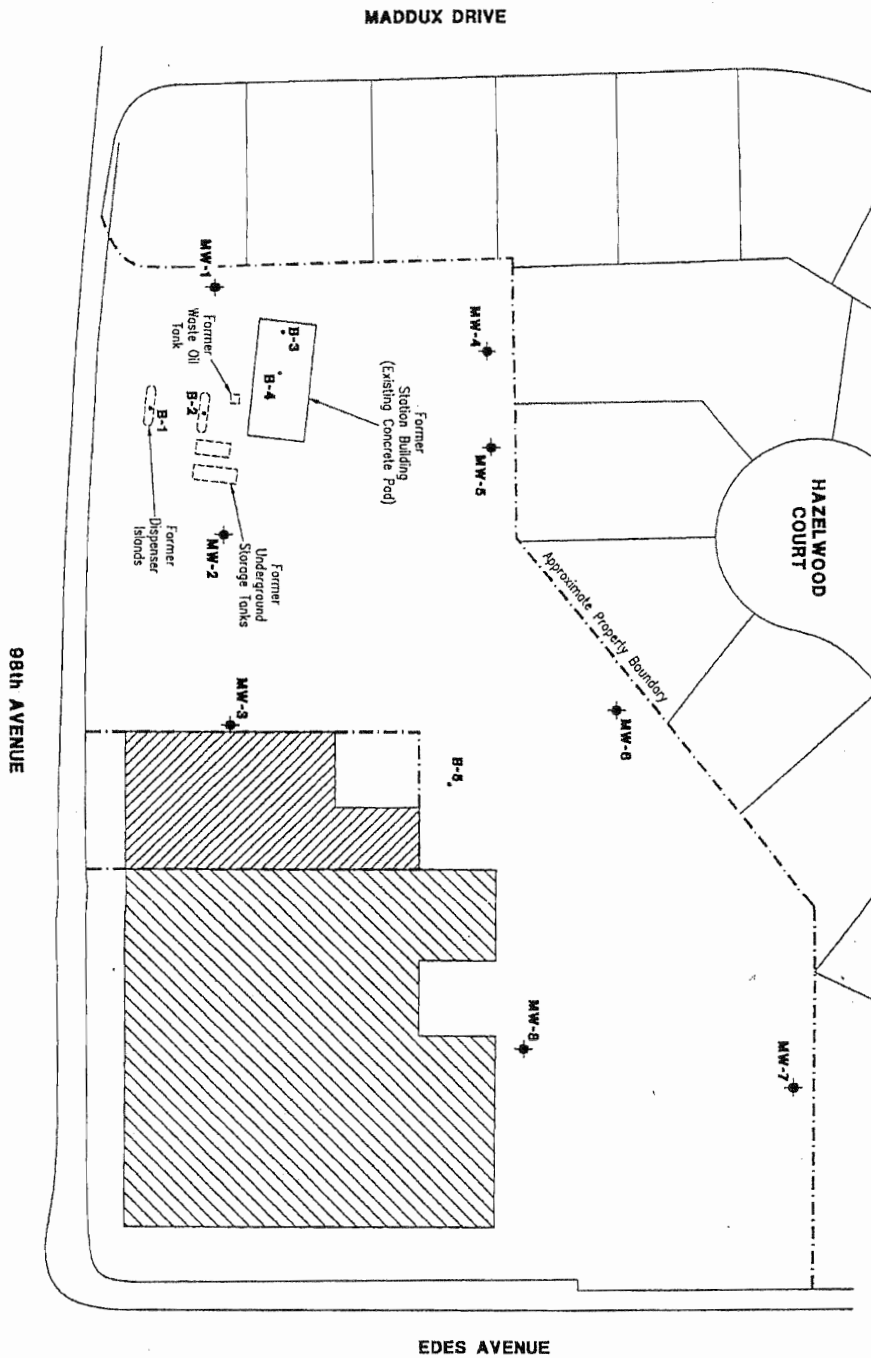 MADDUX DRIVE
MW-1
Former
Waste Oil
Tank
B-3
B-4
B-2
B-1
Former
Station Building
(Existing Concrete Pad)
MW-4
MW-5
HAZELWOOD
COURT
Former
Dispenser
Islands
MW-2
Former
Underground
Storage Tanks
Approximate Property Boundary
98th AVENUE
MW-3
MW-6
B-5
MW-8
MW-7
EDES AVENUE